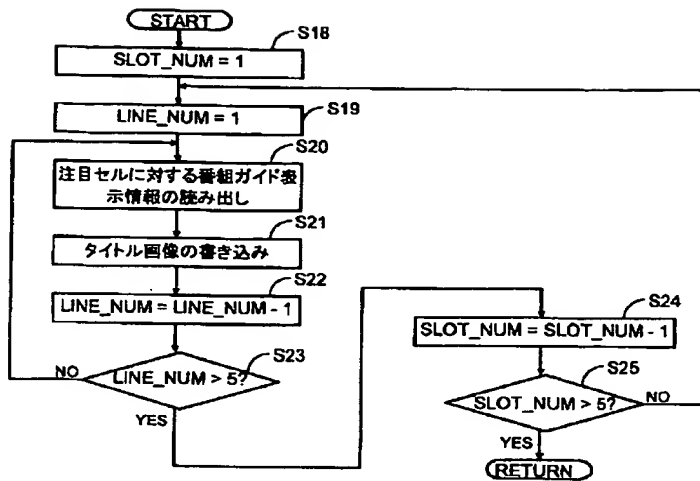 START
S18
SLOT_NUM = 1
S19
LINE_NUM = 1
S20
注目セルに対する番組ガイド表
示情報の読み出し
S21
タイトル画像の書き込み
S22
LINE_NUM = LINE_NUM - 1
S23
LINE_NUM > 5?
NO
YES
S24
SLOT_NUM = SLOT_NUM - 1
S25
SLOT_NUM > 5?
NO
YES
RETURN